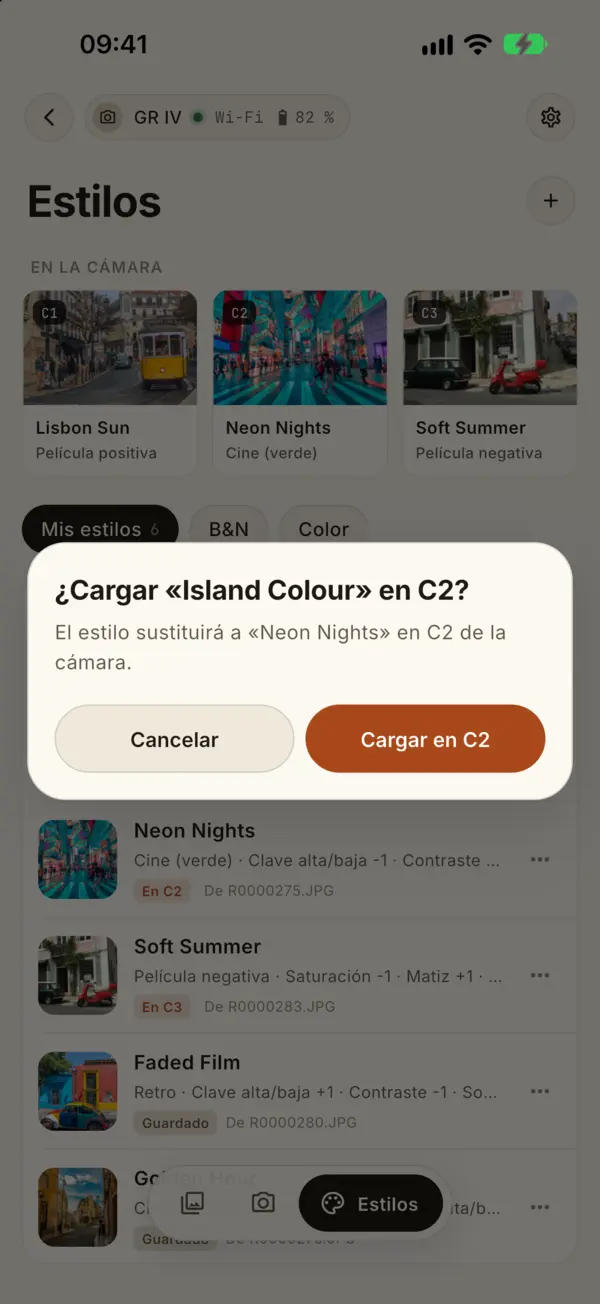 09:41
GR IV Wi-Fi 82 %
Estilos
EN LA CÁMARA
C1 C2 C3
Lisbon Sun Neon Nights Soft Summer
Película positiva Cine (verde) Película negativa
Mis estilos 6 B&N Color
¿Cargar «Island Colour» en C2?
El estilo sustituirá a «Neon Nights» en C2 de la
cámara.
Cancelar Cargar en C2
Neon Nights
Cine (verde) · Clave alta/baja -1 · Contraste ...
En C2 De R0000275.JPG
Soft Summer
Película negativa · Saturación -1 · Matiz +1 · ...
En C3 De R0000283.JPG
Faded Film
Retro · Clave alta/baja +1 · Contraste -1 · So...
Guardado De R0000280.JPG
Golden Hour
Estilos
Guardado